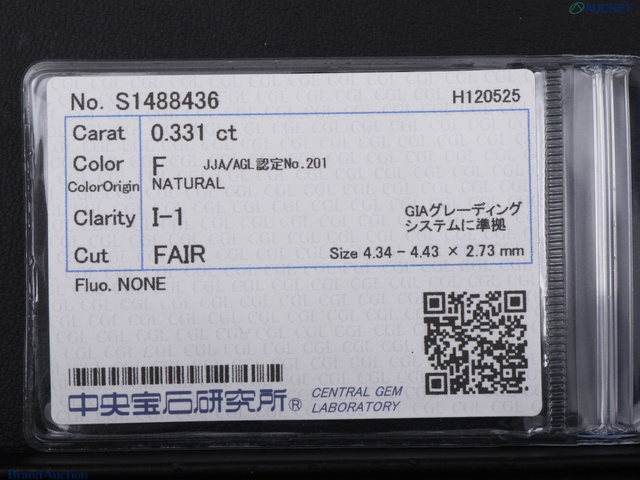 AUCNET
No. S1488436 H120525
Carat 0.331 ct
Color F JJA/AGL認定No.201
ColorOrigin NATURAL
Clarity I-1 GIAグレーディング
システムに準拠
Cut FAIR Size 4.34 - 4.43 × 2.73 mm
Fluo. NONE
中央宝石研究所® CENTRAL GEM
LABORATORY
BrandAuction